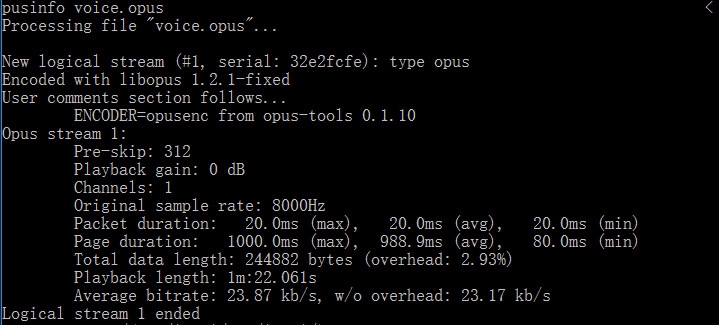 pusinfo voice.opus
Processing file "voice.opus"...
New logical stream (#1, serial: 32e2fcfe): type opus
Encoded with libopus 1.2.1-fixed
User comments section follows...
ENCODER=opusenc from opus-tools 0.1.10
Opus stream 1:
Pre-skip: 312
Playback gain: 0 dB
Channels: 1
Original sample rate: 8000Hz
Packet duration: 20.0ms (max), 20.0ms (avg), 20.0ms (min)
Page duration: 1000.0ms (max), 988.9ms (avg), 80.0ms (min)
Total data length: 244882 bytes (overhead: 2.93%)
Playback length: 1m:22.061s
Average bitrate: 23.87 kb/s, w/o overhead: 23.17 kb/s
Logical stream 1 ended